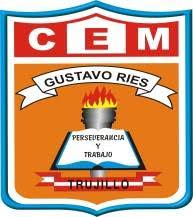 CEM
GUSTAVO RIES
PERSEVERANCIA
Y
TRABAJO
TRUJILLO